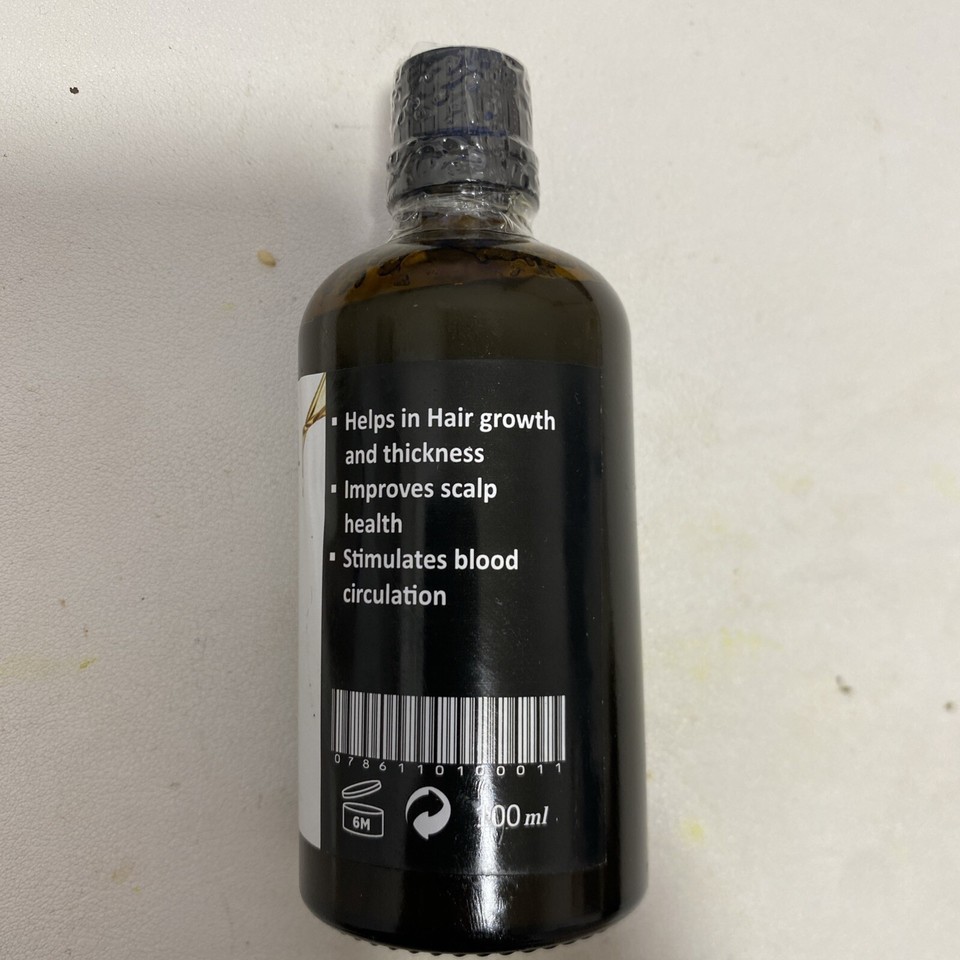 ▪ Helps in Hair growth
and thickness
▪ Improves scalp
health
▪ Stimulates blood
circulation
0786110100011
6M
100 ml